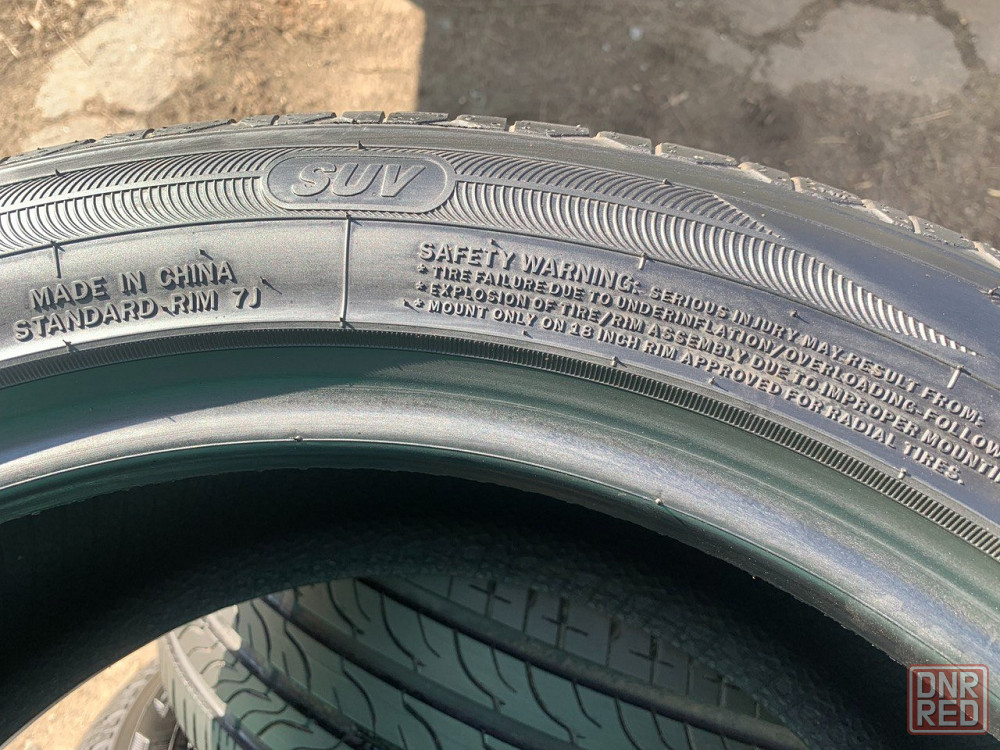 SUV
MADE IN CHINA
STANDARD RIM 7J
SAFETY WARNING: SERIOUS INJURY MAY RESULT FROM:
* TIRE FAILURE DUE TO UNDERINFLATION/OVERLOADING-FOLLOW
* EXPLOSION OF TIRE/RIM ASSEMBLY DUE TO IMPROPER MOUNTIN
* MOUNT ONLY ON 18 INCH RIM APPROVED FOR RADIAL TIRES.
DNR
RED